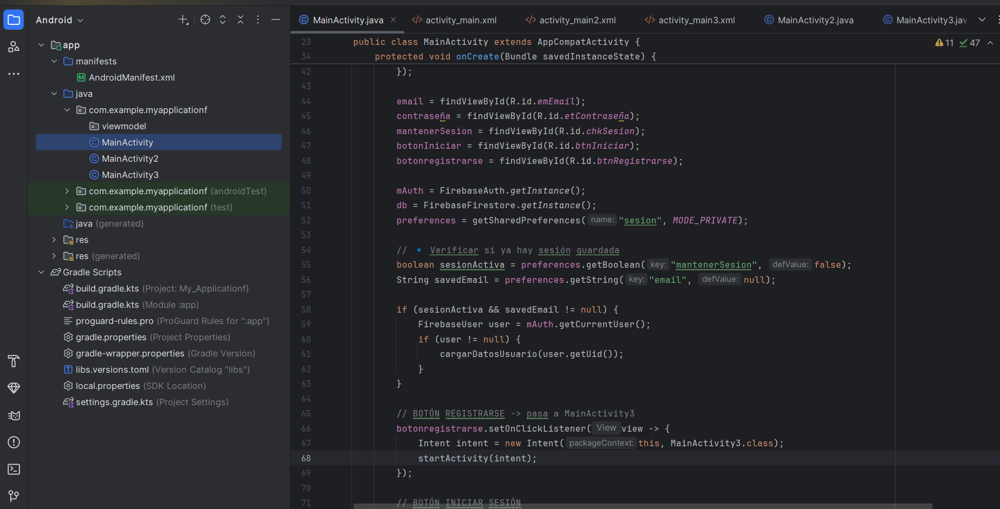 Android
app
manifests
AndroidManifest.xml
java
com.example.myapplicationf
viewmodel
MainActivity
MainActivity2
MainActivity3
com.example.myapplicationf (androidTest)
com.example.myapplicationf (test)
java (generated)
res
res (generated)
Gradle Scripts
build.gradle.kts (Project: My_Applicationf)
build.gradle.kts (Module :app)
proguard-rules.pro (ProGuard Rules for ":app")
gradle.properties (Project Properties)
gradle-wrapper.properties (Gradle Version)
libs.versions.toml (Version Catalog "libs")
local.properties (SDK Location)
settings.gradle.kts (Project Settings)
MainActivity.java activity_main.xml activity_main2.xml activity_main3.xml MainActivity2.java MainActivity3.jav
11 47
23 public class MainActivity extends AppCompatActivity {
34 protected void onCreate(Bundle savedInstanceState) {
42 });
43
44 email = findViewById(R.id.emEmail);
45 contraseña = findViewById(R.id.etContraseña);
46 mantenerSesion = findViewById(R.id.chkSesion);
47 botonIniciar = findViewById(R.id.btnIniciar);
48 botonregistrarse = findViewById(R.id.btnRegistrarse);
49
50 mAuth = FirebaseAuth.getInstance();
51 db = FirebaseFirestore.getInstance();
52 preferences = getSharedPreferences( name: "sesion", MODE_PRIVATE);
53
54 // 🔹 Verificar si ya hay sesión guardada
55 boolean sesionActiva = preferences.getBoolean( key: "mantenerSesion", defValue: false);
56 String savedEmail = preferences.getString( key: "email", defValue: null);
57
58 if (sesionActiva && savedEmail != null) {
59 FirebaseUser user = mAuth.getCurrentUser();
60 if (user != null) {
61 cargarDatosUsuario(user.getUid());
62 }
63 }
64
65 // BOTÓN REGISTRARSE -> pasa a MainActivity3
66 botonregistrarse.setOnClickListener( View view -> {
67 Intent intent = new Intent( packageContext: this, MainActivity3.class);
68 startActivity(intent);
69 });
70
71 // BOTÓN INICIAR SESIÓN